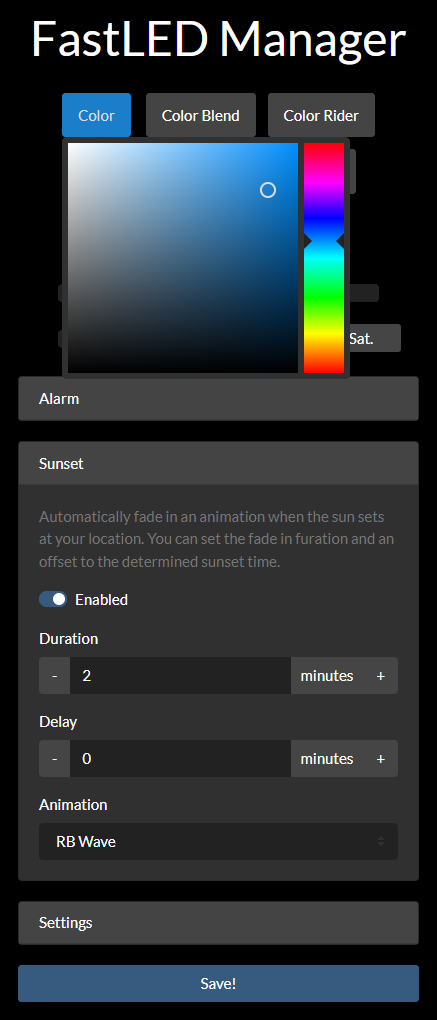 FastLED Manager
Color Color Blend Color Rider
Sat.
Alarm
Sunset
Automatically fade in an animation when the sun sets
at your location. You can set the fade in furation and an
offset to the determined sunset time.
Enabled
Duration
- 2 minutes +
Delay
- 0 minutes +
Animation
RB Wave
Settings
Save!